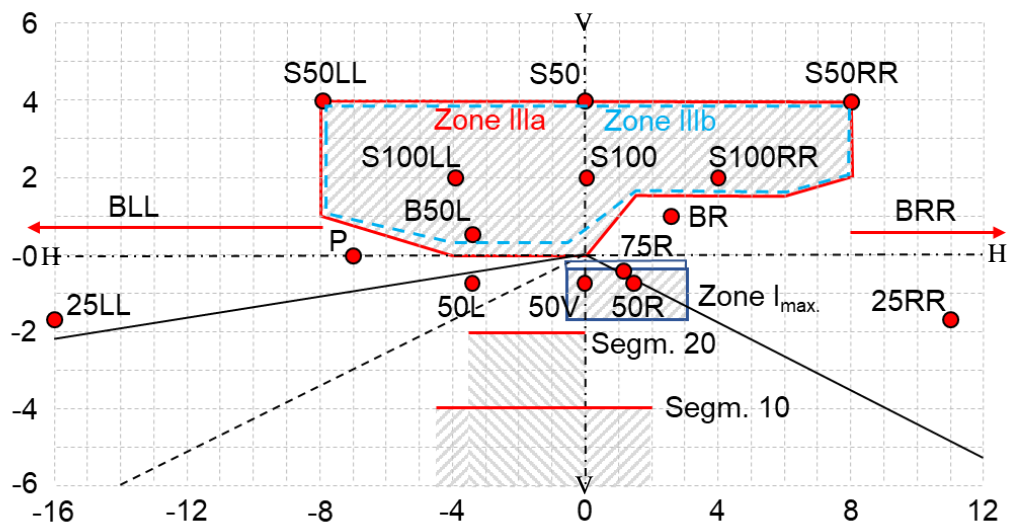 6
V
S50LL
S50
S50RR
4
Zone IIIa
Zone IIIb
S100LL
S100
S100RR
2
BLL
B50L
BR
BRR
P
75R
-0
H
H
25LL
50L
50V
50R
Zone Imax.
25RR
-2
Segm. 20
-4
Segm. 10
-6
V
-16
-12
-8
-4
0
4
8
12